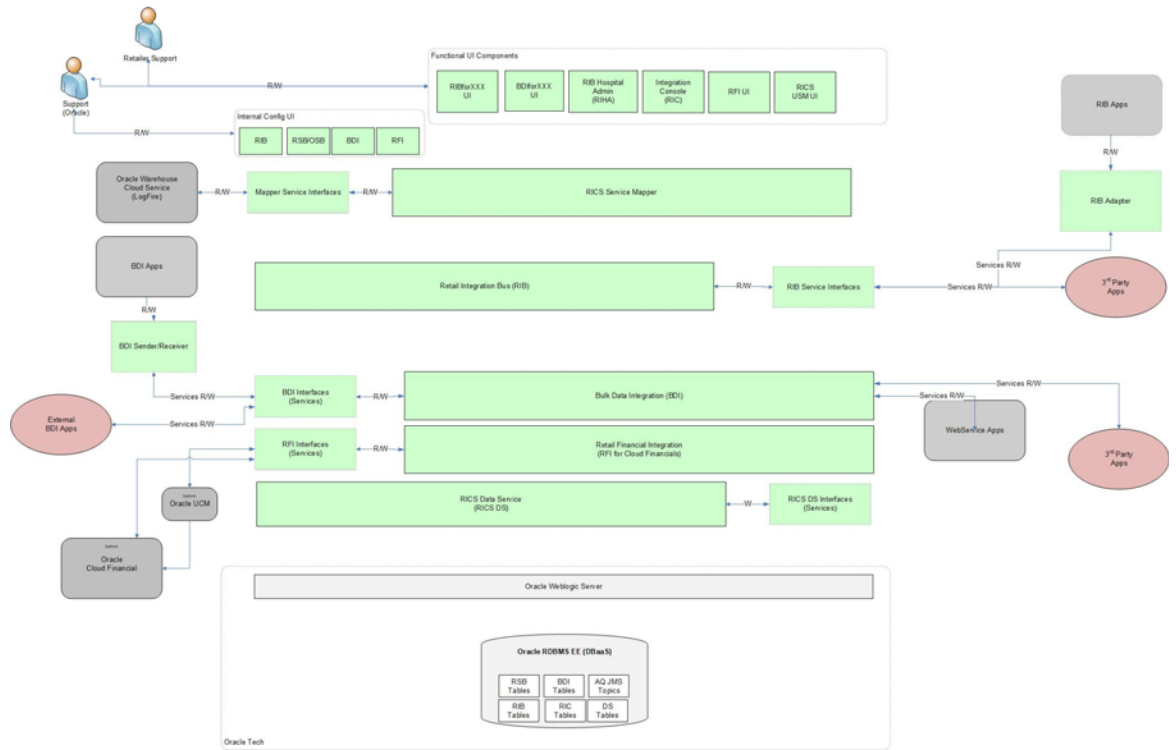 Retailer Support
Support
(Oracle)
R/W
R/W
Functional UI Components
RIBforXXX
UI
BDIforXXX
UI
RIB Hospital
Admin
(RIHA)
Integration
Console
(RIC)
RFI UI
RICS
USM UI
Internal Config UI
RIB
RSB/OSB
BDI
RFI
RIB Apps
R/W
RIB Adapter
Oracle Warehouse
Cloud Service
(LogFire)
R/W
Mapper Service Interfaces
R/W
RICS Service Mapper
BDI Apps
R/W
BDI Sender/Receiver
Retail Integration Bus (RIB)
R/W
RIB Service Interfaces
Services R/W
Services R/W
3rd Party
Apps
Services R/W
BDI Interfaces
(Services)
R/W
Bulk Data Integration (BDI)
Services R/W
Services R/W
WebService Apps
3rd Party
Apps
External
BDI Apps
Services R/W
RFI Interfaces
(Services)
R/W
Retail Financial Integration
(RFI for Cloud Financials)
Oracle UCM
RICS Data Service
(RICS DS)
W
RICS DS Interfaces
(Services)
Oracle
Cloud Financial
Oracle Weblogic Server
Oracle RDBMS EE (DBaaS)
RSB
Tables
BDI
Tables
AQ JMS
Topics
RIB
Tables
RIC
Tables
DS
Tables
Oracle Tech